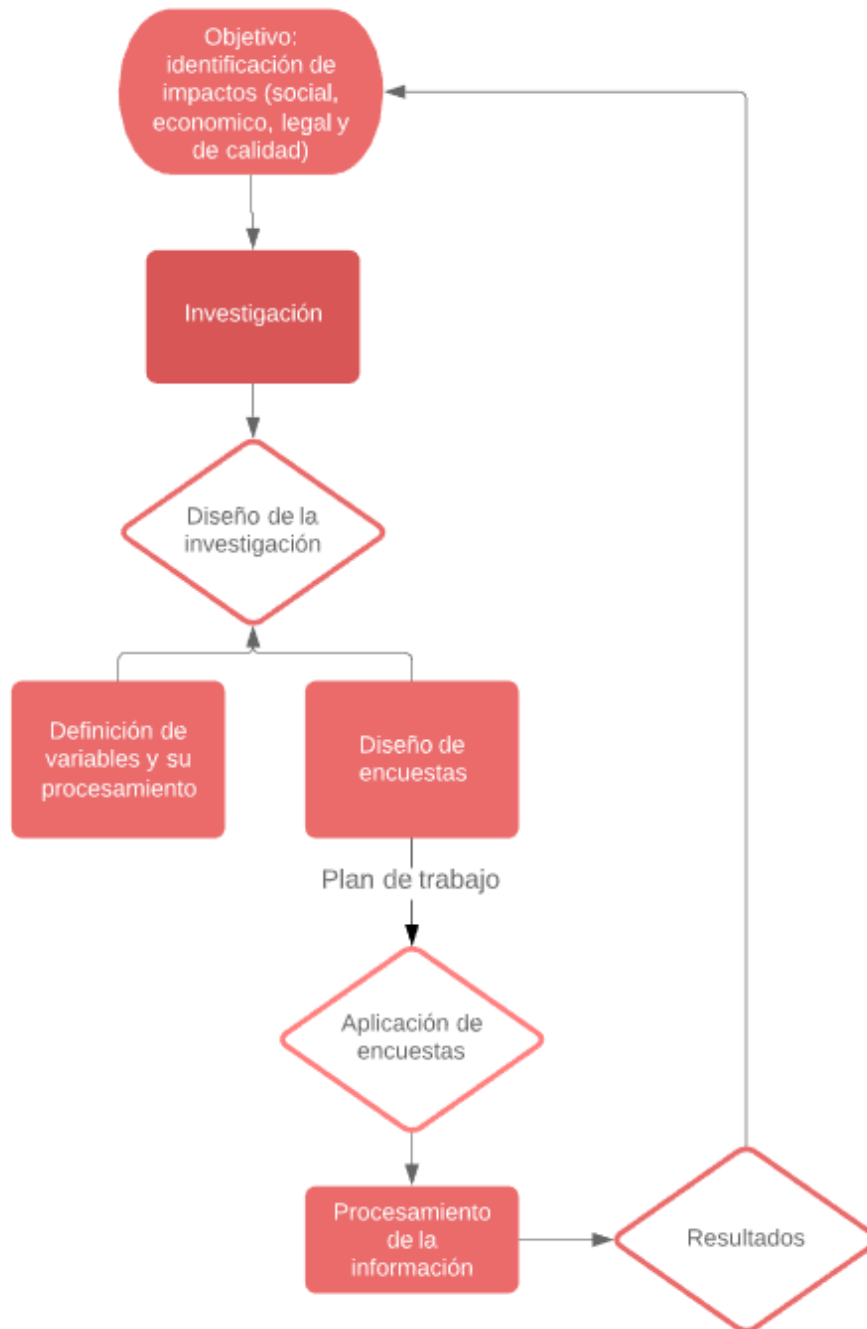 Objetivo:
identificación de
impactos (social,
economico, legal y
de calidad)
Investigación
Diseño de la
investigación
Definición de
variables y su
procesamiento
Diseño de
encuestas
Plan de trabajo
Aplicación de
encuestas
Procesamiento
de la
información
Resultados